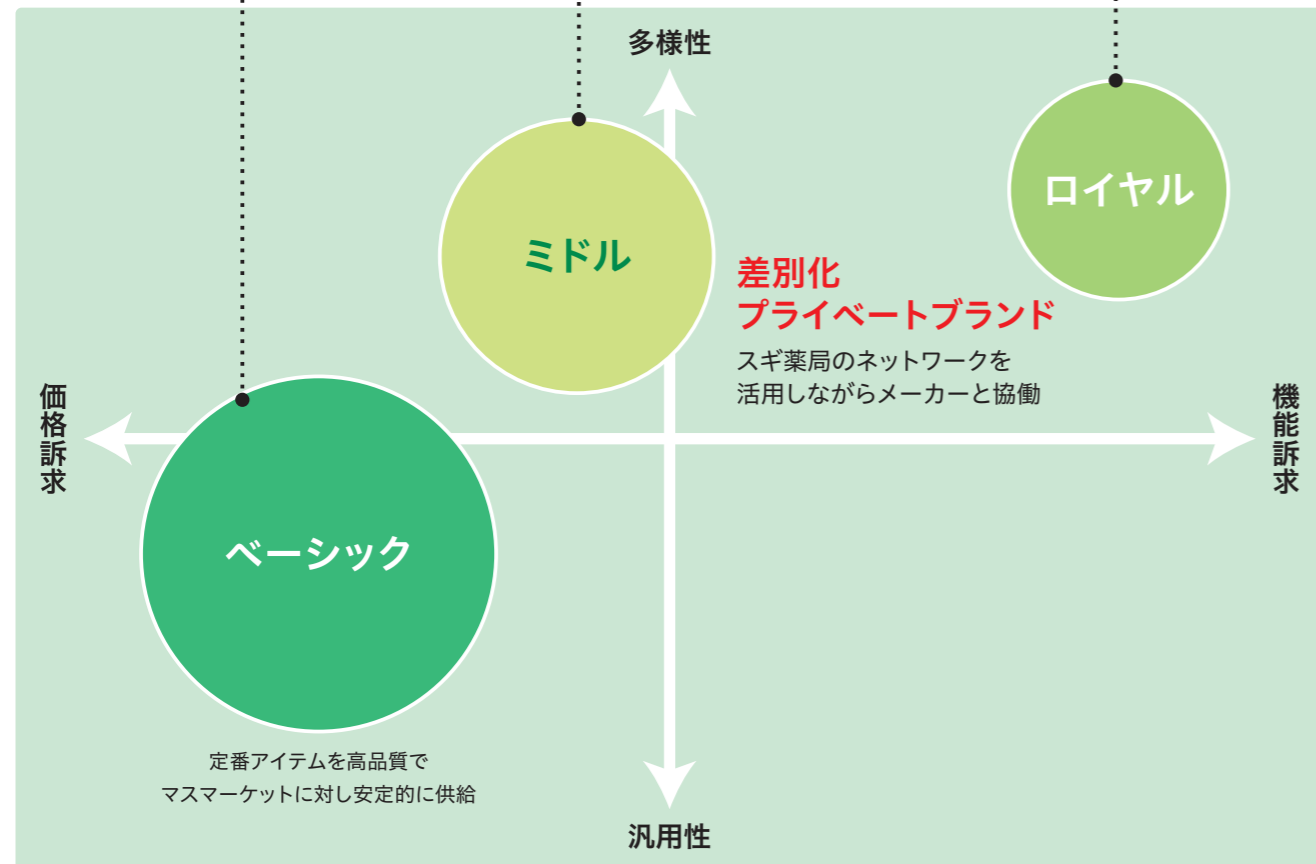 多様性
ロイヤル
ミドル
差別化
プライベートブランド
スギ薬局のネットワークを
活用しながらメーカーと協働
価格訴求
機能訴求
ベーシック
定番アイテムを高品質で
マスマーケットに対し安定的に供給
汎用性